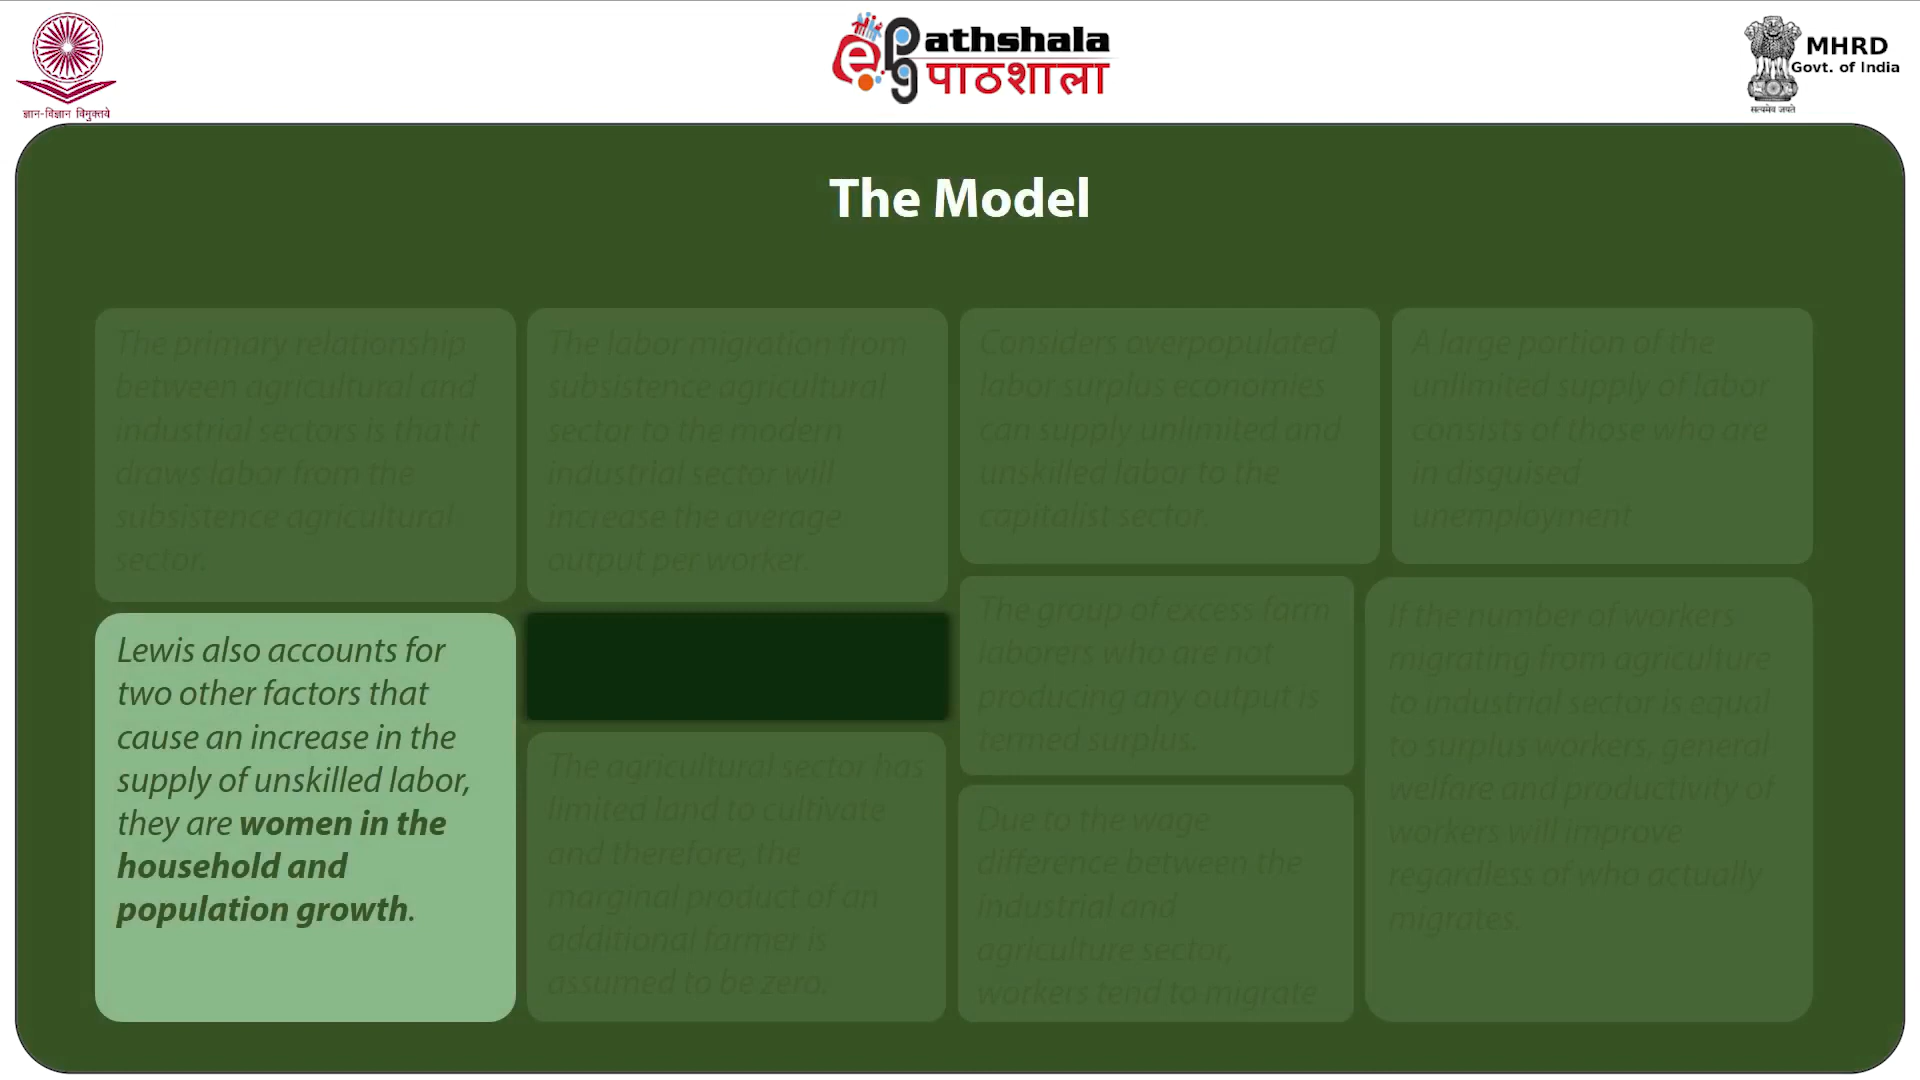 ज्ञान-विज्ञान विमुक्तये
e Pg athshala
पाठशाला
MHRD
Govt. of India
सत्यमेव जयते
The Model
The primary relationship
between agricultural and
industrial sectors is that it
draws labor from the
subsistence agricultural
sector.
The labor migration from
subsistence agricultural
sector to the modern
industrial sector will
increase the average
output per worker.
Considers overpopulated
labor surplus economies
can supply unlimited and
unskilled labor to the
capitalist sector.
A large portion of the
unlimited supply of labor
consists of those who are
in disguised
unemployment
Lewis also accounts for
two other factors that
cause an increase in the
supply of unskilled labor,
they are women in the
household and
population growth.
The agricultural sector has
limited land to cultivate
and therefore, the
marginal product of an
additional farmer is
assumed to be zero.
The group of excess farm
laborers who are not
producing any output is
termed surplus.
Due to the wage
difference between the
industrial and
agriculture sector,
workers tend to migrate
If the number of workers
migrating from agriculture
to industrial sector is equal
to surplus workers, general
welfare and productivity of
workers will improve
regardless of who actually
migrates.